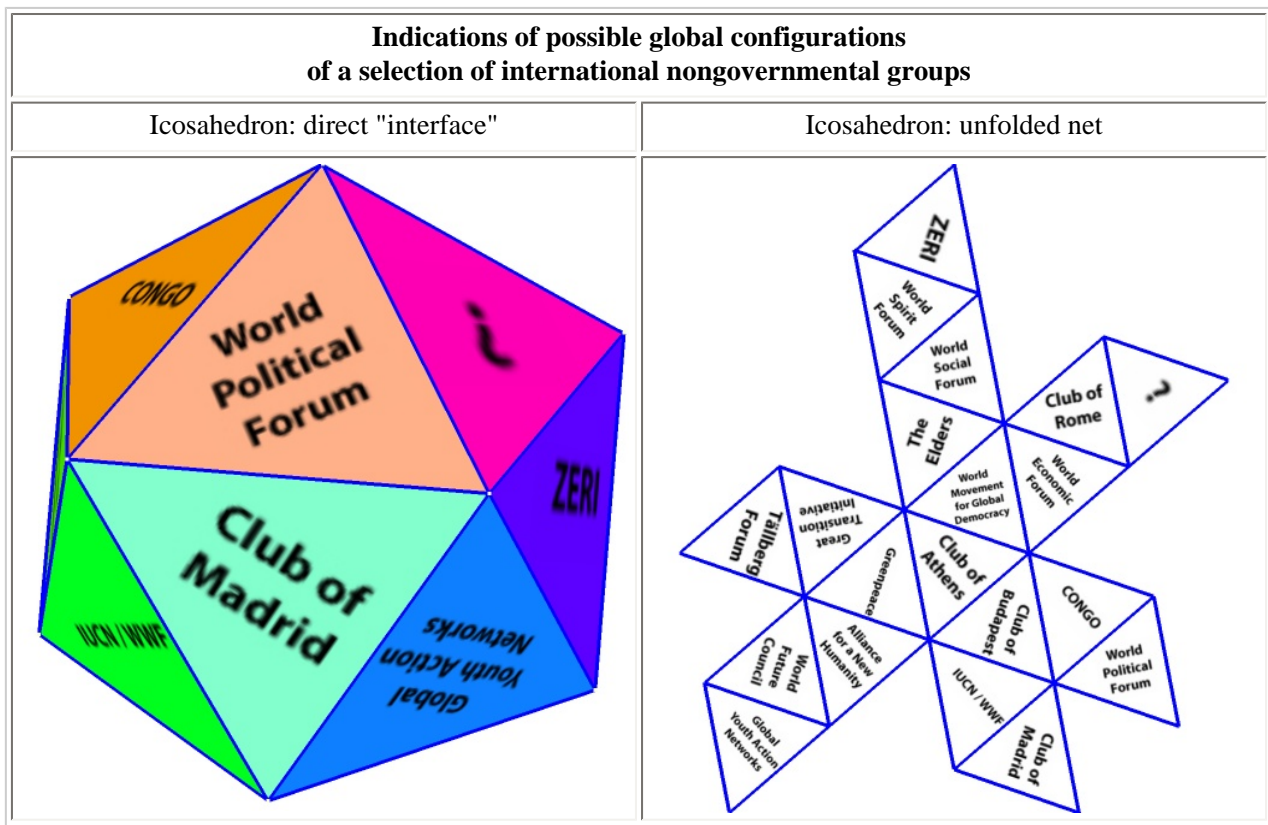 Indications of possible global configurations
of a selection of international nongovernmental groups
Icosahedron: direct "interface"
Icosahedron: unfolded net
CONGO
World
Political
Forum
?
ZERI
Club of
Madrid
IUCN / WWF
Global
Youth Action
Networks
ZERI
World
Spirit
Forum
World
Social
Forum
Club of
Rome
?
The
Elders
World
Economic
Forum
World
Movement
for Global
Democracy
Tällberg
Forum
Great
Transition
Initiative
Greenpeace
Club of
Athens
Club of
Budapest
CONGO
World
Political
Forum
Alliance
for a New
Humanity
World
Future
Council
IUCN / WWF
Club of
Madrid
Global
Youth Action
Networks